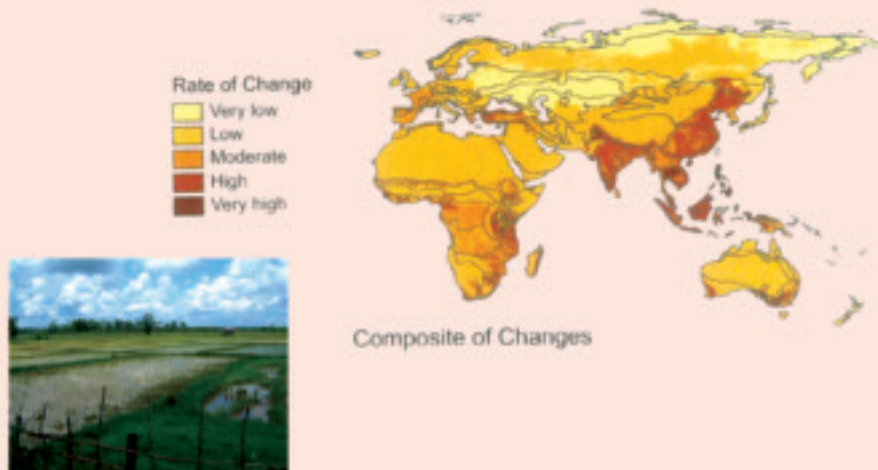 Rate of Change
Very low
Low
Moderate
High
Very high
Composite of Changes